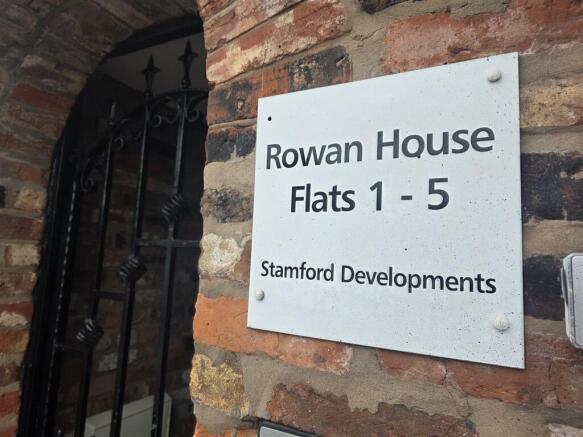 Rowan House
Flats 1 - 5
Stamford Developments